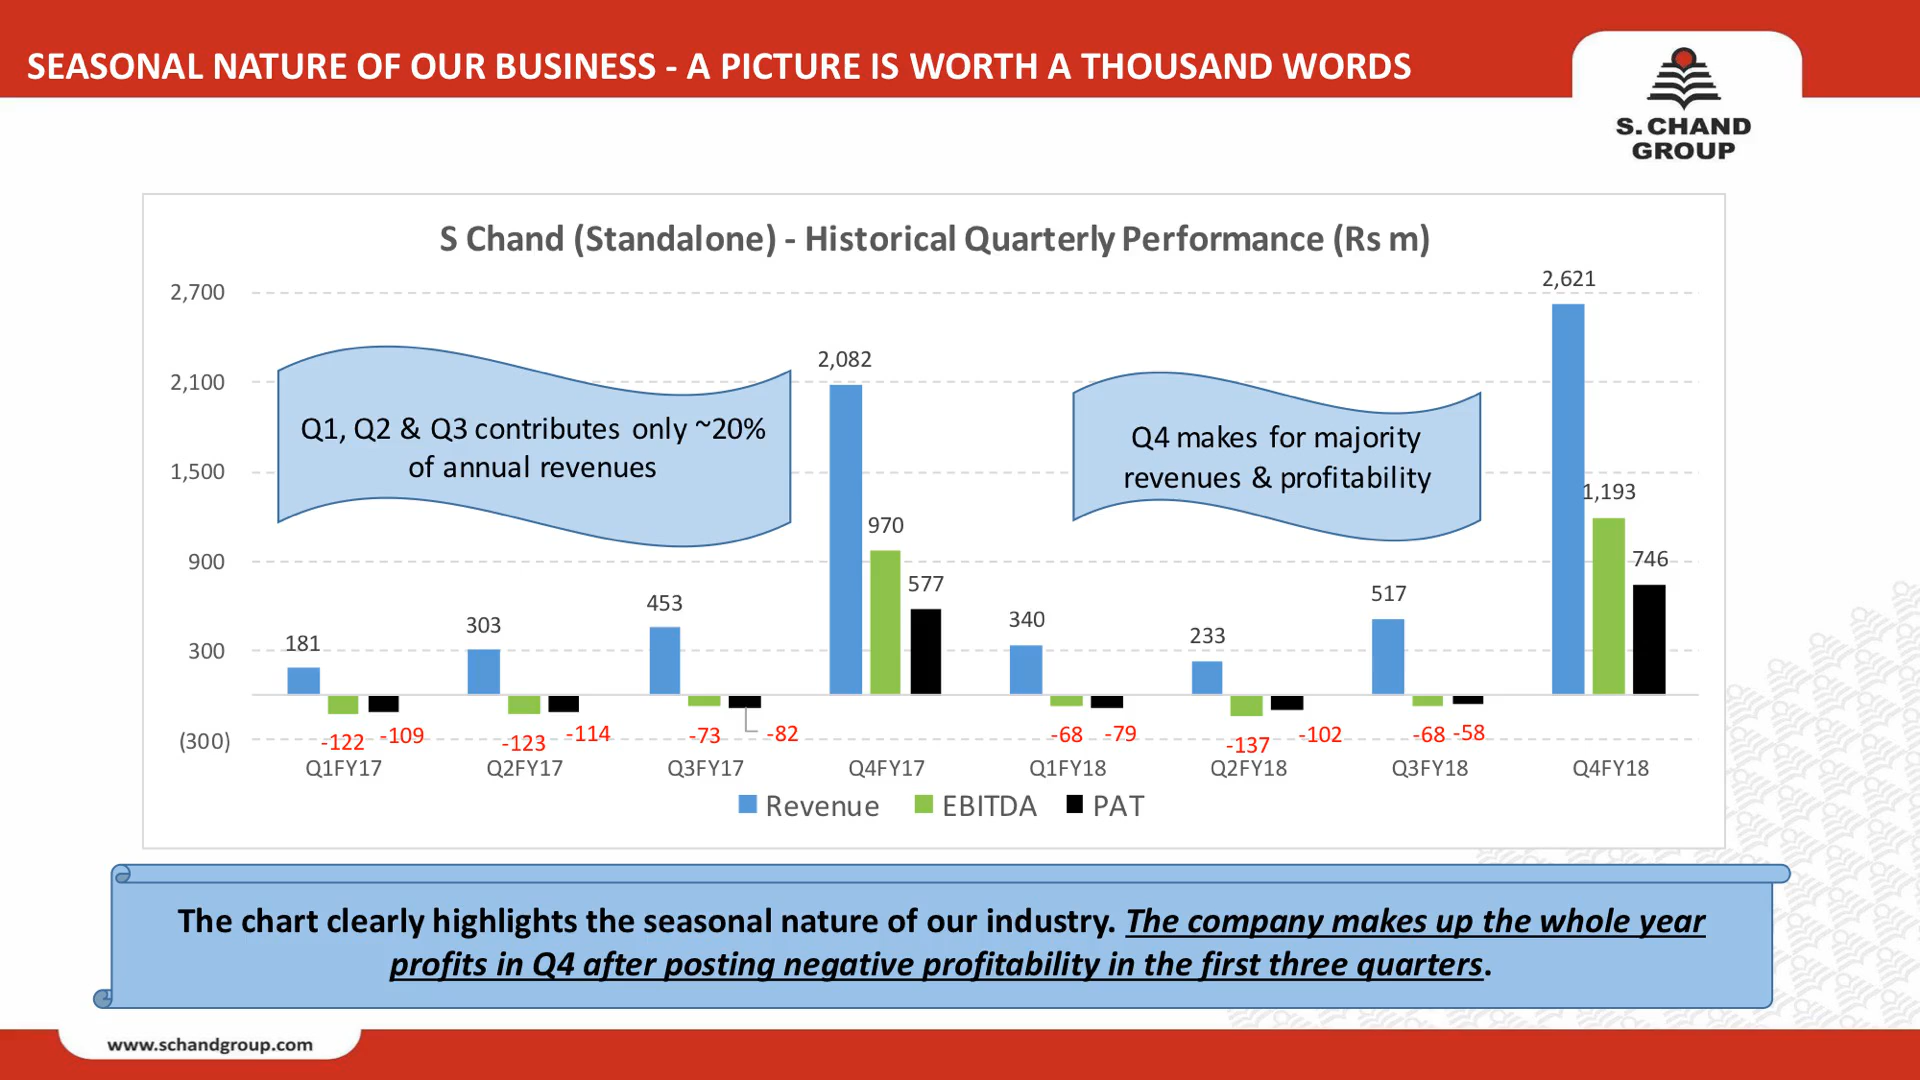 SEASONAL NATURE OF OUR BUSINESS - A PICTURE IS WORTH A THOUSAND WORDS
S. CHAND
GROUP
S Chand (Standalone) - Historical Quarterly Performance (Rs m)
2,700
2,100
1,500
900
300
(300)
Q1, Q2 & Q3 contributes only ~20%
of annual revenues
Q4 makes for majority
revenues & profitability
181
-122
-109
303
-123
-114
453
-73
-82
2,082
970
577
340
-68
-79
233
-137
-102
517
-68
-58
2,621
1,193
746
Q1FY17 Q2FY17 Q3FY17 Q4FY17 Q1FY18 Q2FY18 Q3FY18 Q4FY18
Revenue EBITDA PAT
The chart clearly highlights the seasonal nature of our industry. The company makes up the whole year
profits in Q4 after posting negative profitability in the first three quarters.
www.schandgroup.com